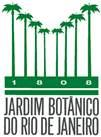 1808
JARDIM BOTÂNICO
DO RIO DE JANEIRO